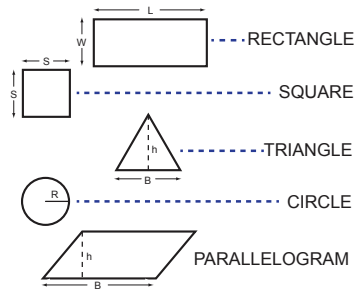 L
W
RECTANGLE
S
S
SQUARE
h
TRIANGLE
B
R
CIRCLE
h
PARALLELOGRAM
B